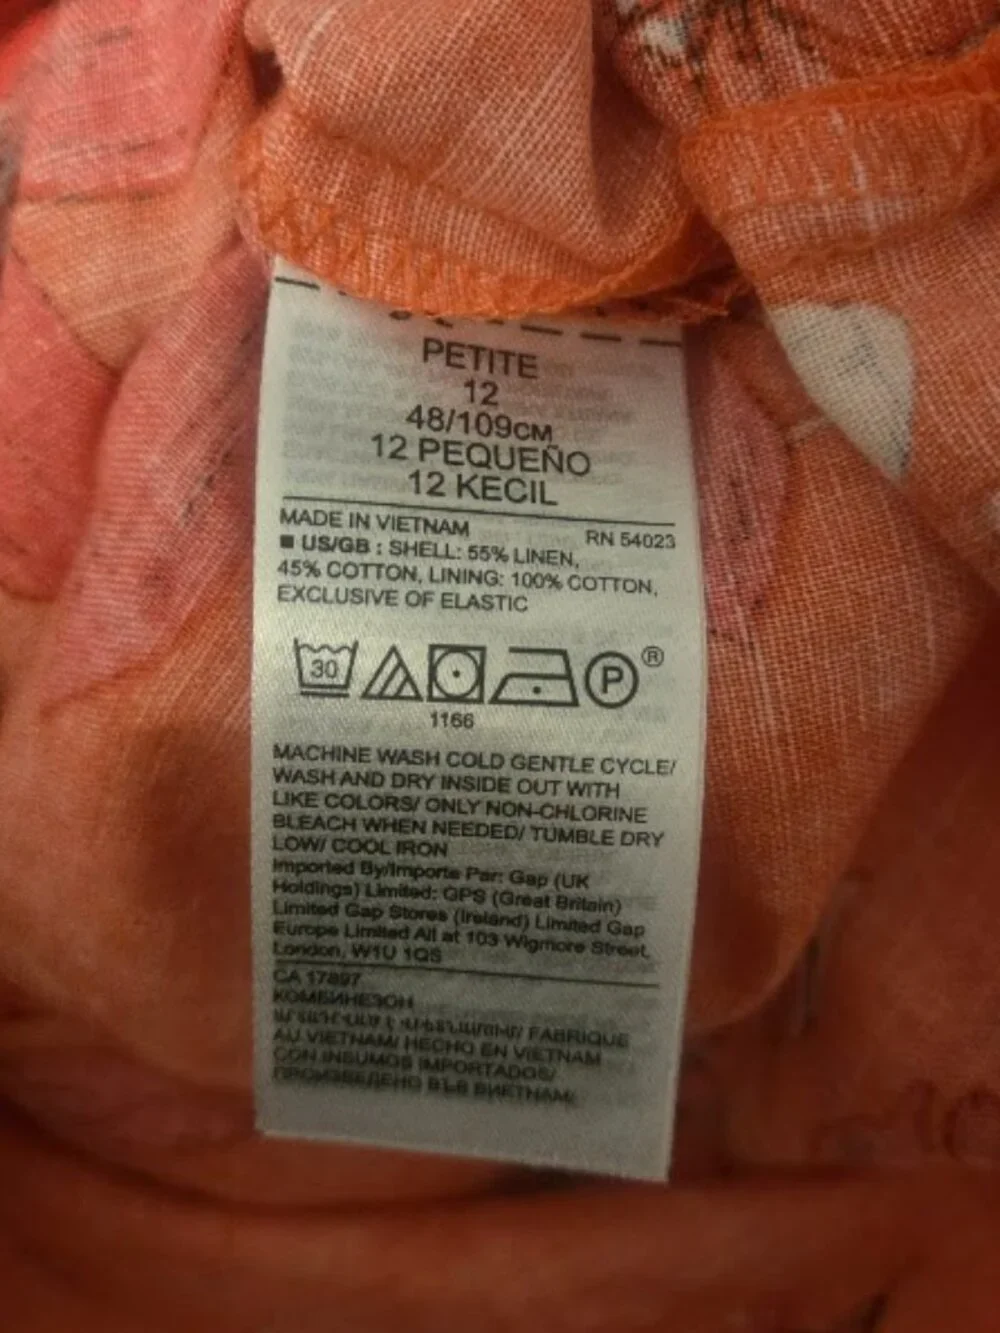 PETITE
12
48/109CM
12 PEQUEÑO
12 KECIL
MADE IN VIETNAM RN 54023
■ US/GB : SHELL: 55% LINEN,
45% COTTON, LINING: 100% COTTON,
EXCLUSIVE OF ELASTIC
30 P ®
1166
MACHINE WASH COLD GENTLE CYCLE/
WASH AND DRY INSIDE OUT WITH
LIKE COLORS/ ONLY NON-CHLORINE
BLEACH WHEN NEEDED/ TUMBLE DRY
LOW/ COOL IRON
Imported By/Importe Par: Gap (UK
Holdings) Limited: GPS (Great Britain)
Limited Gap Stores (Ireland) Limited Gap
Europe Limited All at 103 Wigmore Street,
London, W1U 1QS
CA 17897
КОМБИНЕЗОН
FABRIQUE
AU VIETNAM/ HECHO EN VIETNAM
CON INSUMOS IMPORTADOS/
ПРОИЗВЕДЕНО ВЪВ ВИЕТНАМ/